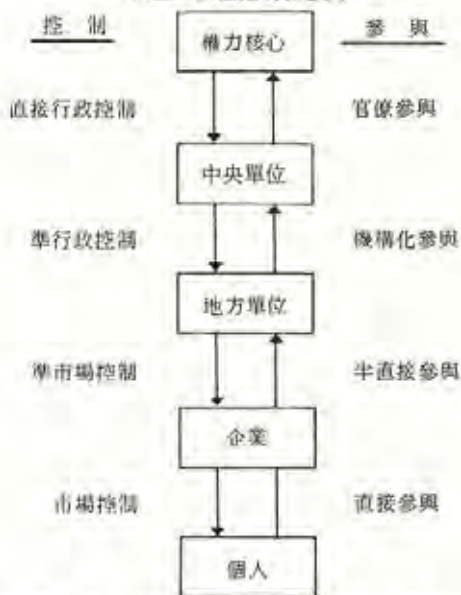 控 制
權力核心
參 與
直接行政控制
官僚參與
中央單位
準行政控制
機構化參與
地方單位
準市場控制
半直接參與
企業
市場控制
直接參與
個人